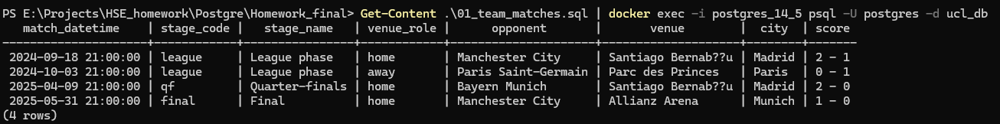 PS E:\Projects\HSE_homework\Postgre\Homework_final> Get-Content .\01_team_matches.sql | docker exec -i postgres_14_5 psql -U postgres -d ucl_db
   match_datetime    | stage_code |   stage_name   | venue_role |      opponent       |       venue       |  city  | score
---------------------+------------+----------------+------------+---------------------+-------------------+--------+-------
 2024-09-18 21:00:00 | league     | League phase   | home       | Manchester City     | Santiago Bernab??u | Madrid | 2 - 1
 2024-10-03 21:00:00 | league     | League phase   | away       | Paris Saint-Germain | Parc des Princes  | Paris  | 0 - 1
 2025-04-09 21:00:00 | qf         | Quarter-finals | home       | Bayern Munich       | Santiago Bernab??u | Madrid | 2 - 0
 2025-05-31 21:00:00 | final      | Final          | home       | Manchester City     | Allianz Arena     | Munich | 1 - 0
(4 rows)